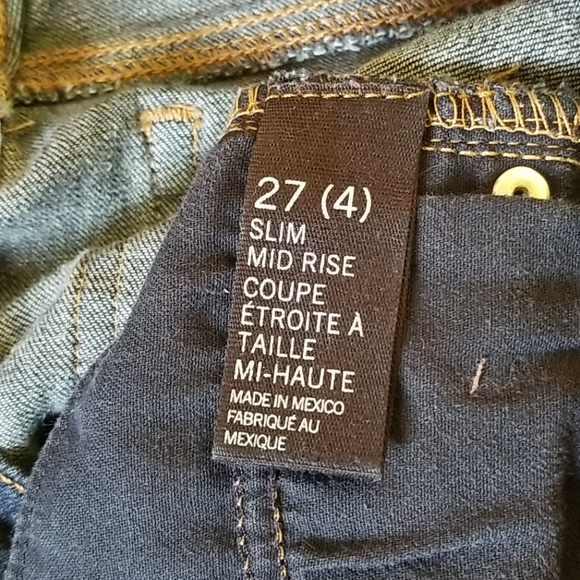 27 (4)
SLIM
MID RISE
COUPE
ÉTROITE À
TAILLE
MI-HAUTE
MADE IN MEXICO
FABRIQUÉ AU
MEXIQUE